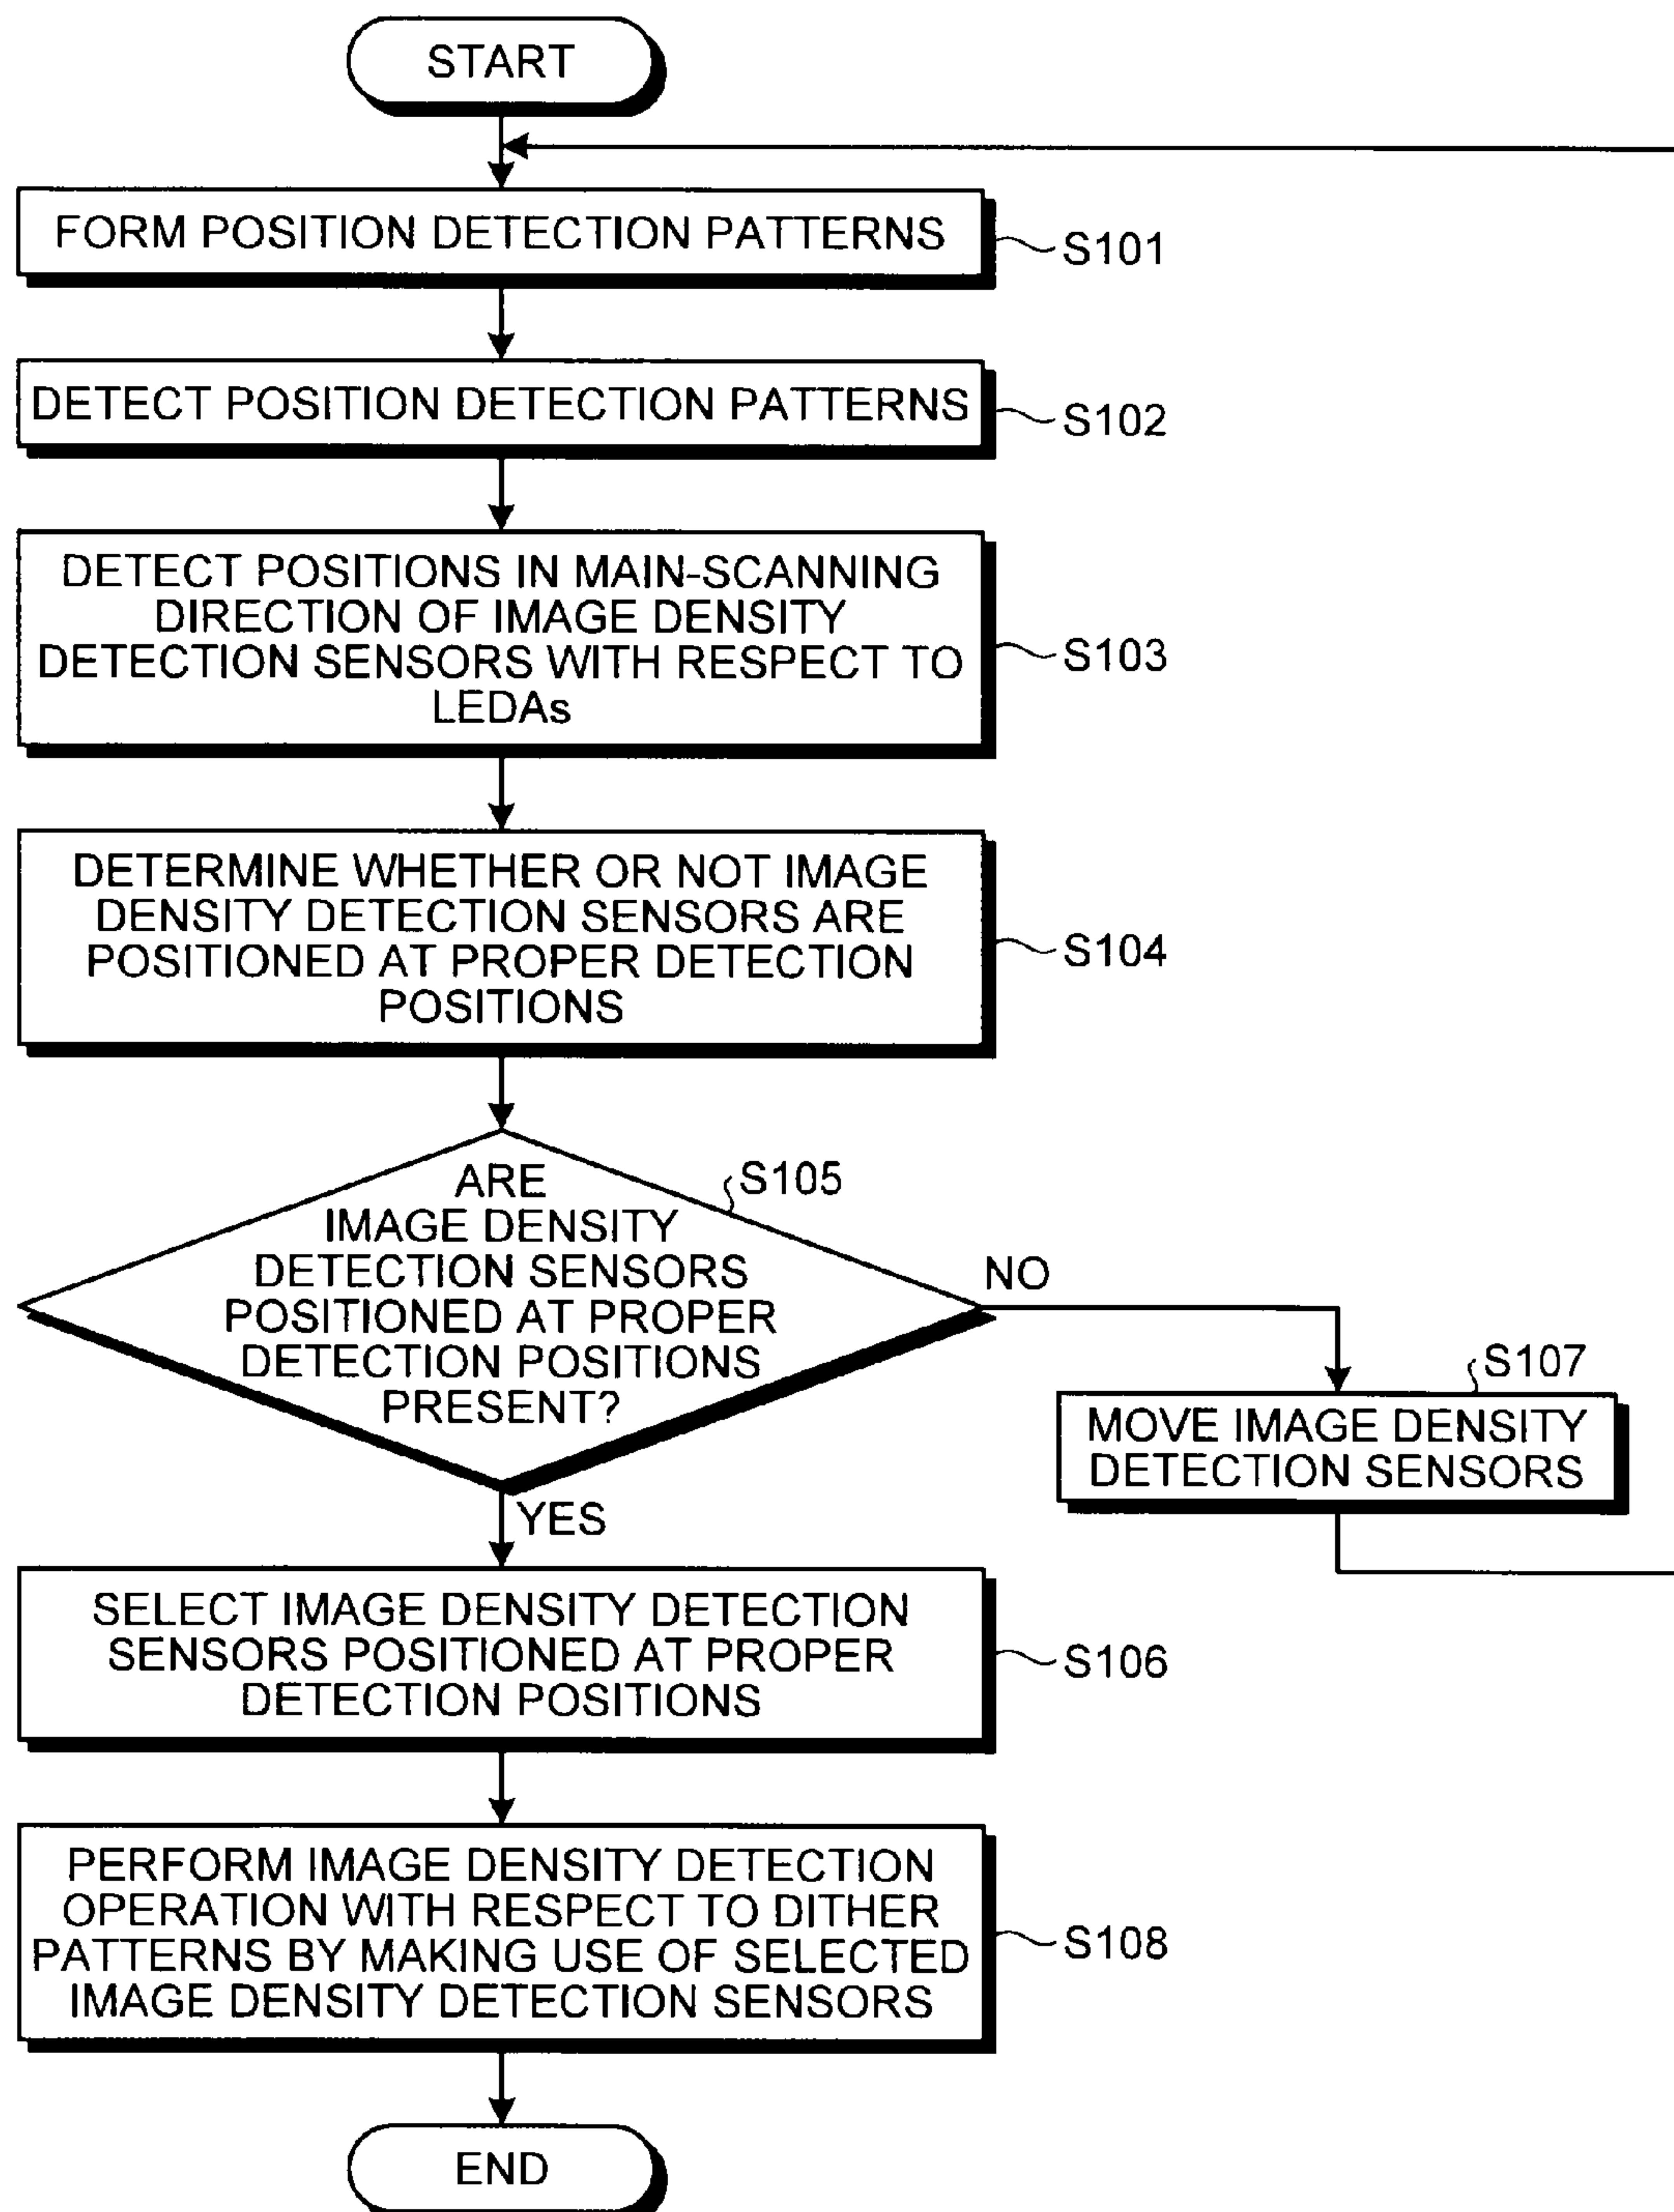 START
FORM POSITION DETECTION PATTERNS
S101
DETECT POSITION DETECTION PATTERNS
S102
DETECT POSITIONS IN MAIN-SCANNING
DIRECTION OF IMAGE DENSITY
DETECTION SENSORS WITH RESPECT TO
LEDAs
S103
DETERMINE WHETHER OR NOT IMAGE
DENSITY DETECTION SENSORS ARE
POSITIONED AT PROPER DETECTION
POSITIONS
S104
ARE
IMAGE DENSITY
DETECTION SENSORS
POSITIONED AT PROPER
DETECTION POSITIONS
PRESENT?
S105
NO
S107
MOVE IMAGE DENSITY
DETECTION SENSORS
YES
SELECT IMAGE DENSITY DETECTION
SENSORS POSITIONED AT PROPER
DETECTION POSITIONS
S106
PERFORM IMAGE DENSITY DETECTION
OPERATION WITH RESPECT TO DITHER
PATTERNS BY MAKING USE OF SELECTED
IMAGE DENSITY DETECTION SENSORS
S108
END